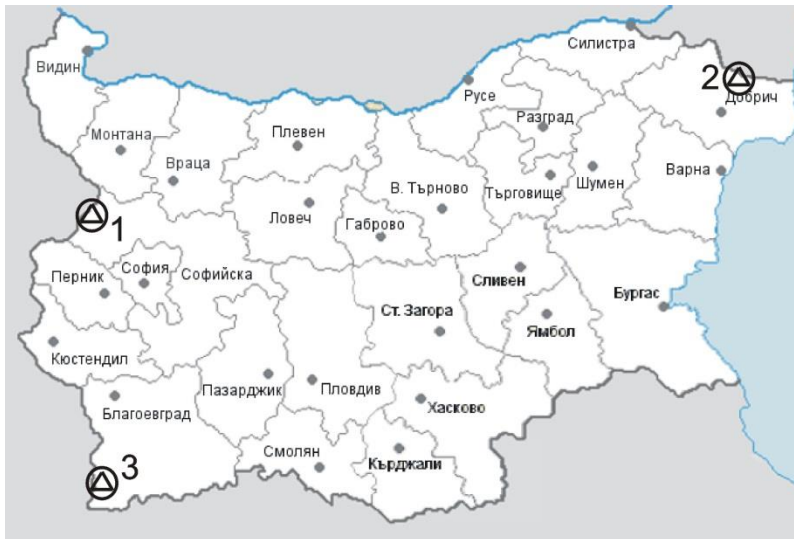 Силистра
Видин
2
Русе
Добрич
Разград
Монтана
Плевен
Враца
Варна
В. Търново
Търговище
Шумен
Ловеч
Габрово
1
София
Софийска
Перник
Сливен
Бургас
Ст. Загора
Ямбол
Кюстендил
Пазарджик
Пловдив
Благоевград
Хасково
Смолян
Кърджали
3